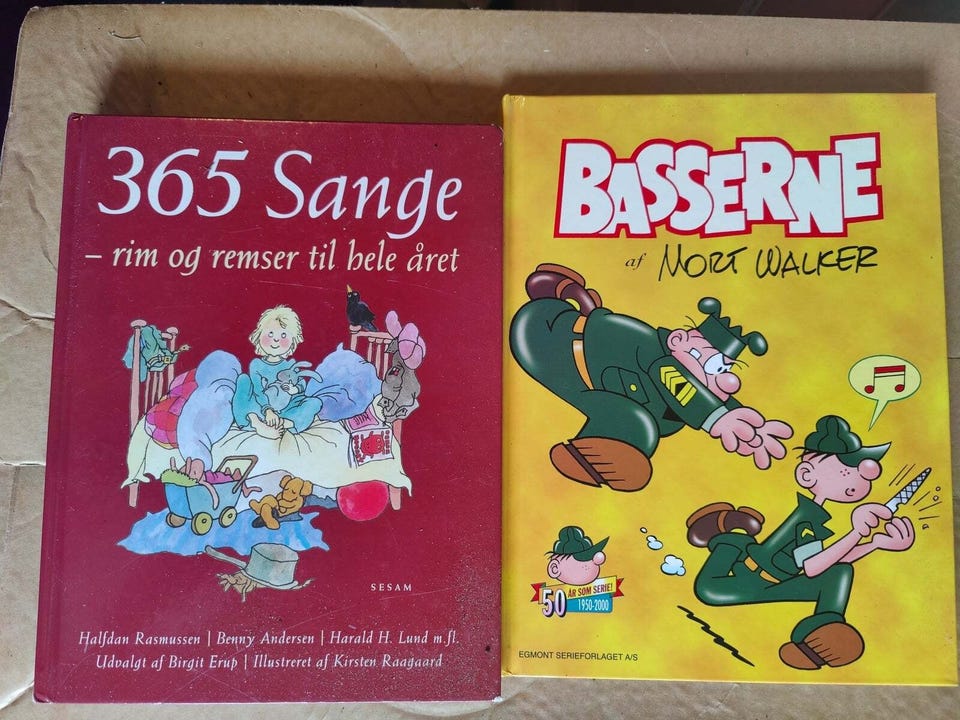 365 Sange
– rim og remser til hele året
SESAM
Halfdan Rasmussen | Benny Andersen | Harald H. Lund m.fl.
Udvalgt af Birgit Erup | Illustreret af Kirsten Raagaard
BASSERNE
af MORT WALKER
50 ÅR SOM SERIE!
1950-2000
EGMONT SERIEFORLAGET A/S